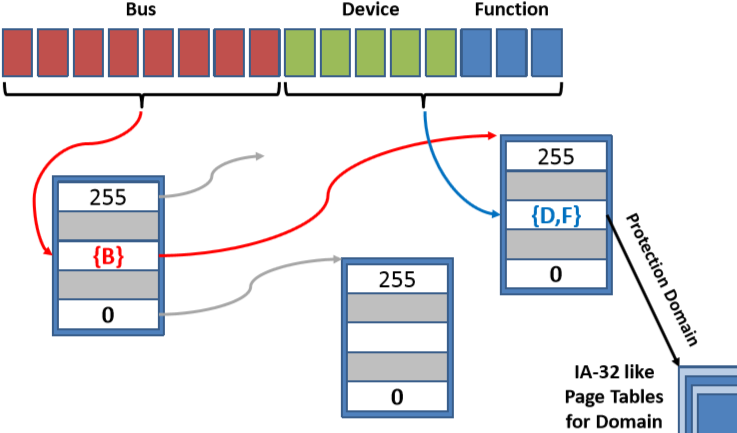 Bus
Device
Function
255
{B}
0
255
0
255
{D,F}
0
Protection Domain
IA-32 like
Page Tables
for Domain